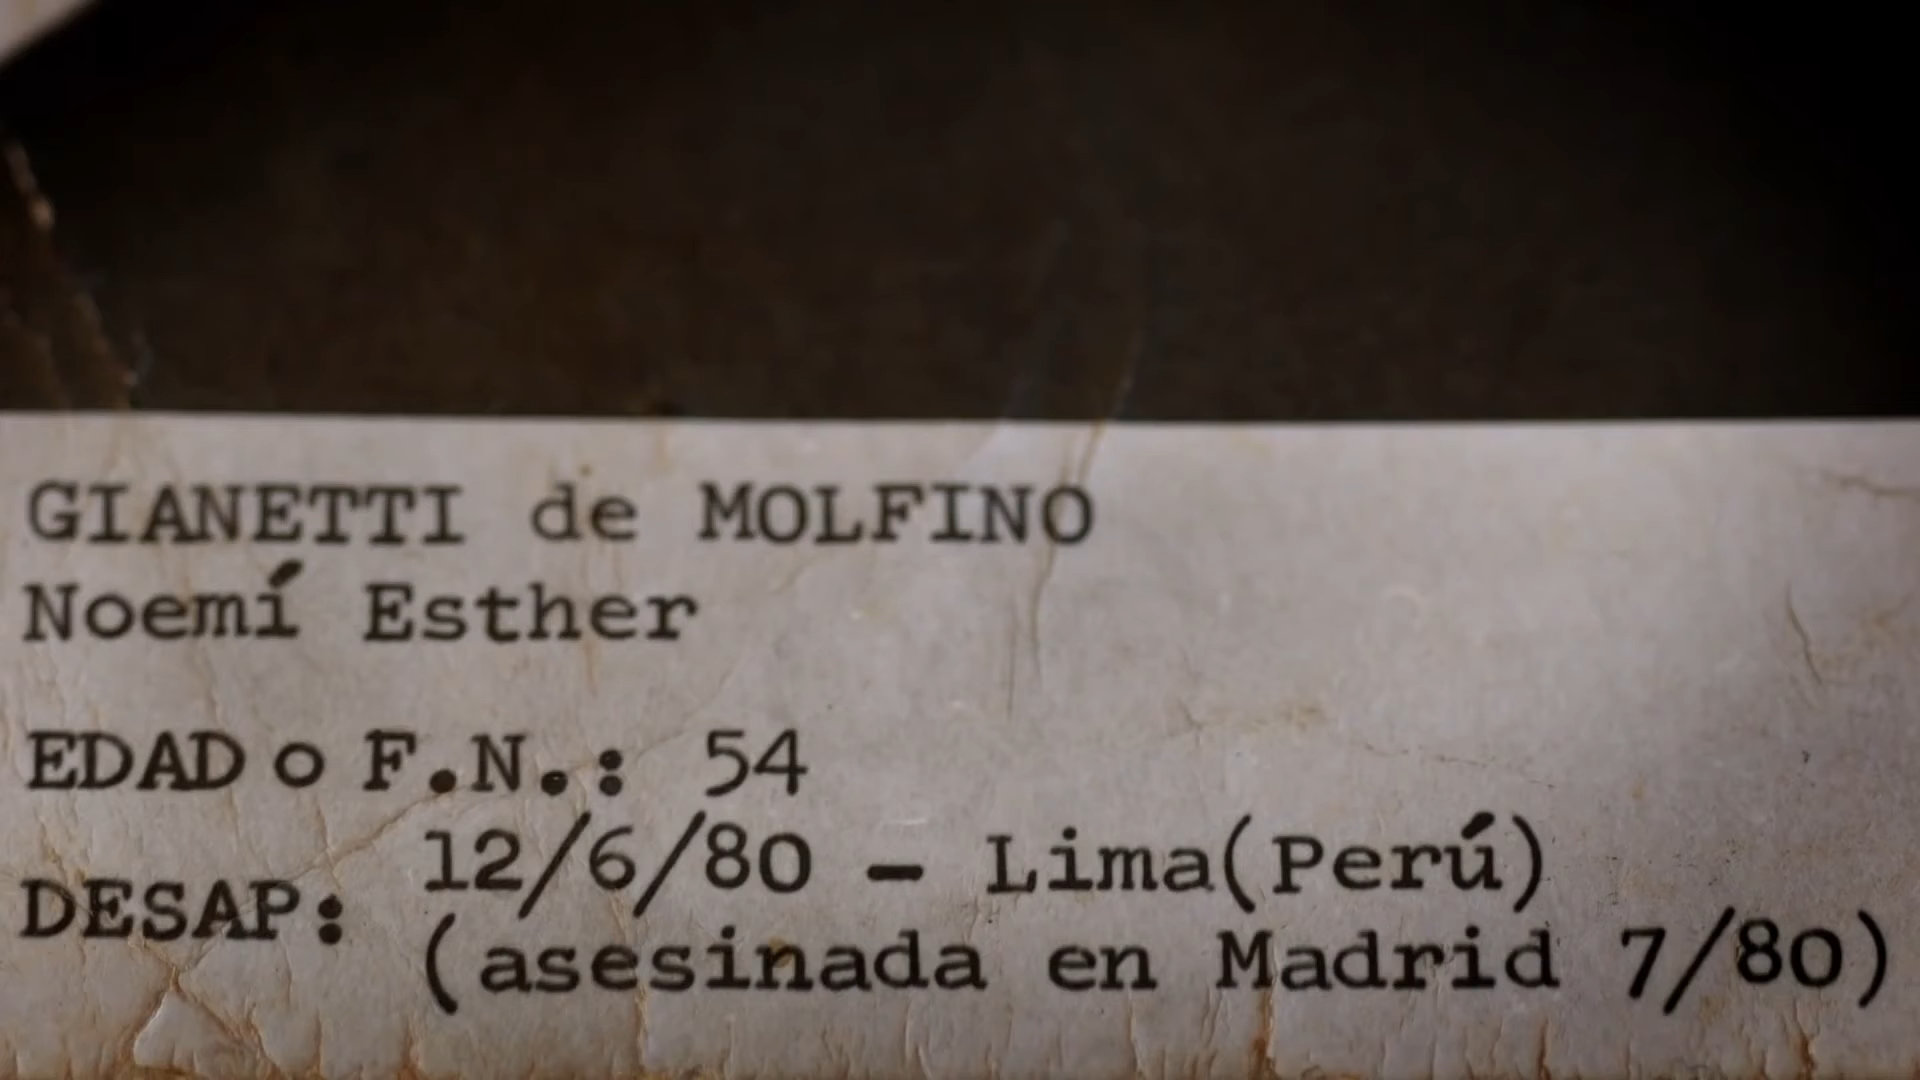 GIANETTI de MOLFINO
Noemí Esther
EDAD o F.N.: 54
DESAP: 12/6/80 - Lima(Perú)
(asesinada en Madrid 7/80)